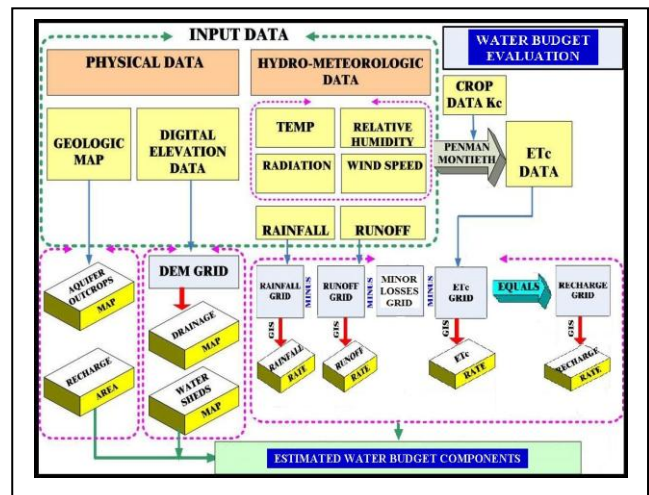 INPUT DATA
WATER BUDGET
EVALUATION
PHYSICAL DATA
HYDRO-METEOROLOGIC
DATA
CROP
DATA Kc
GEOLOGIC
MAP
DIGITAL
ELEVATION
DATA
TEMP
RELATIVE
HUMIDITY
RADIATION
WIND SPEED
PENMAN
MONTIETH
ETc
DATA
RAINFALL
RUNOFF
AQUIFER
OUTCROPS
MAP
DEM GRID
RAINFALL
GRID
MINUS
RUNOFF
GRID
MINUS
MINOR
LOSSES
GRID
MINUS
ETc
GRID
EQUALS
RECHARGE
GRID
DRAINAGE
MAP
GIS
GIS
GIS
GIS
RAINFALL
RATE
RUNOFF
RATE
ETc
RATE
RECHARGE
RATE
RECHARGE
AREA
WATER
SHEDS
MAP
ESTIMATED WATER BUDGET COMPONENTS